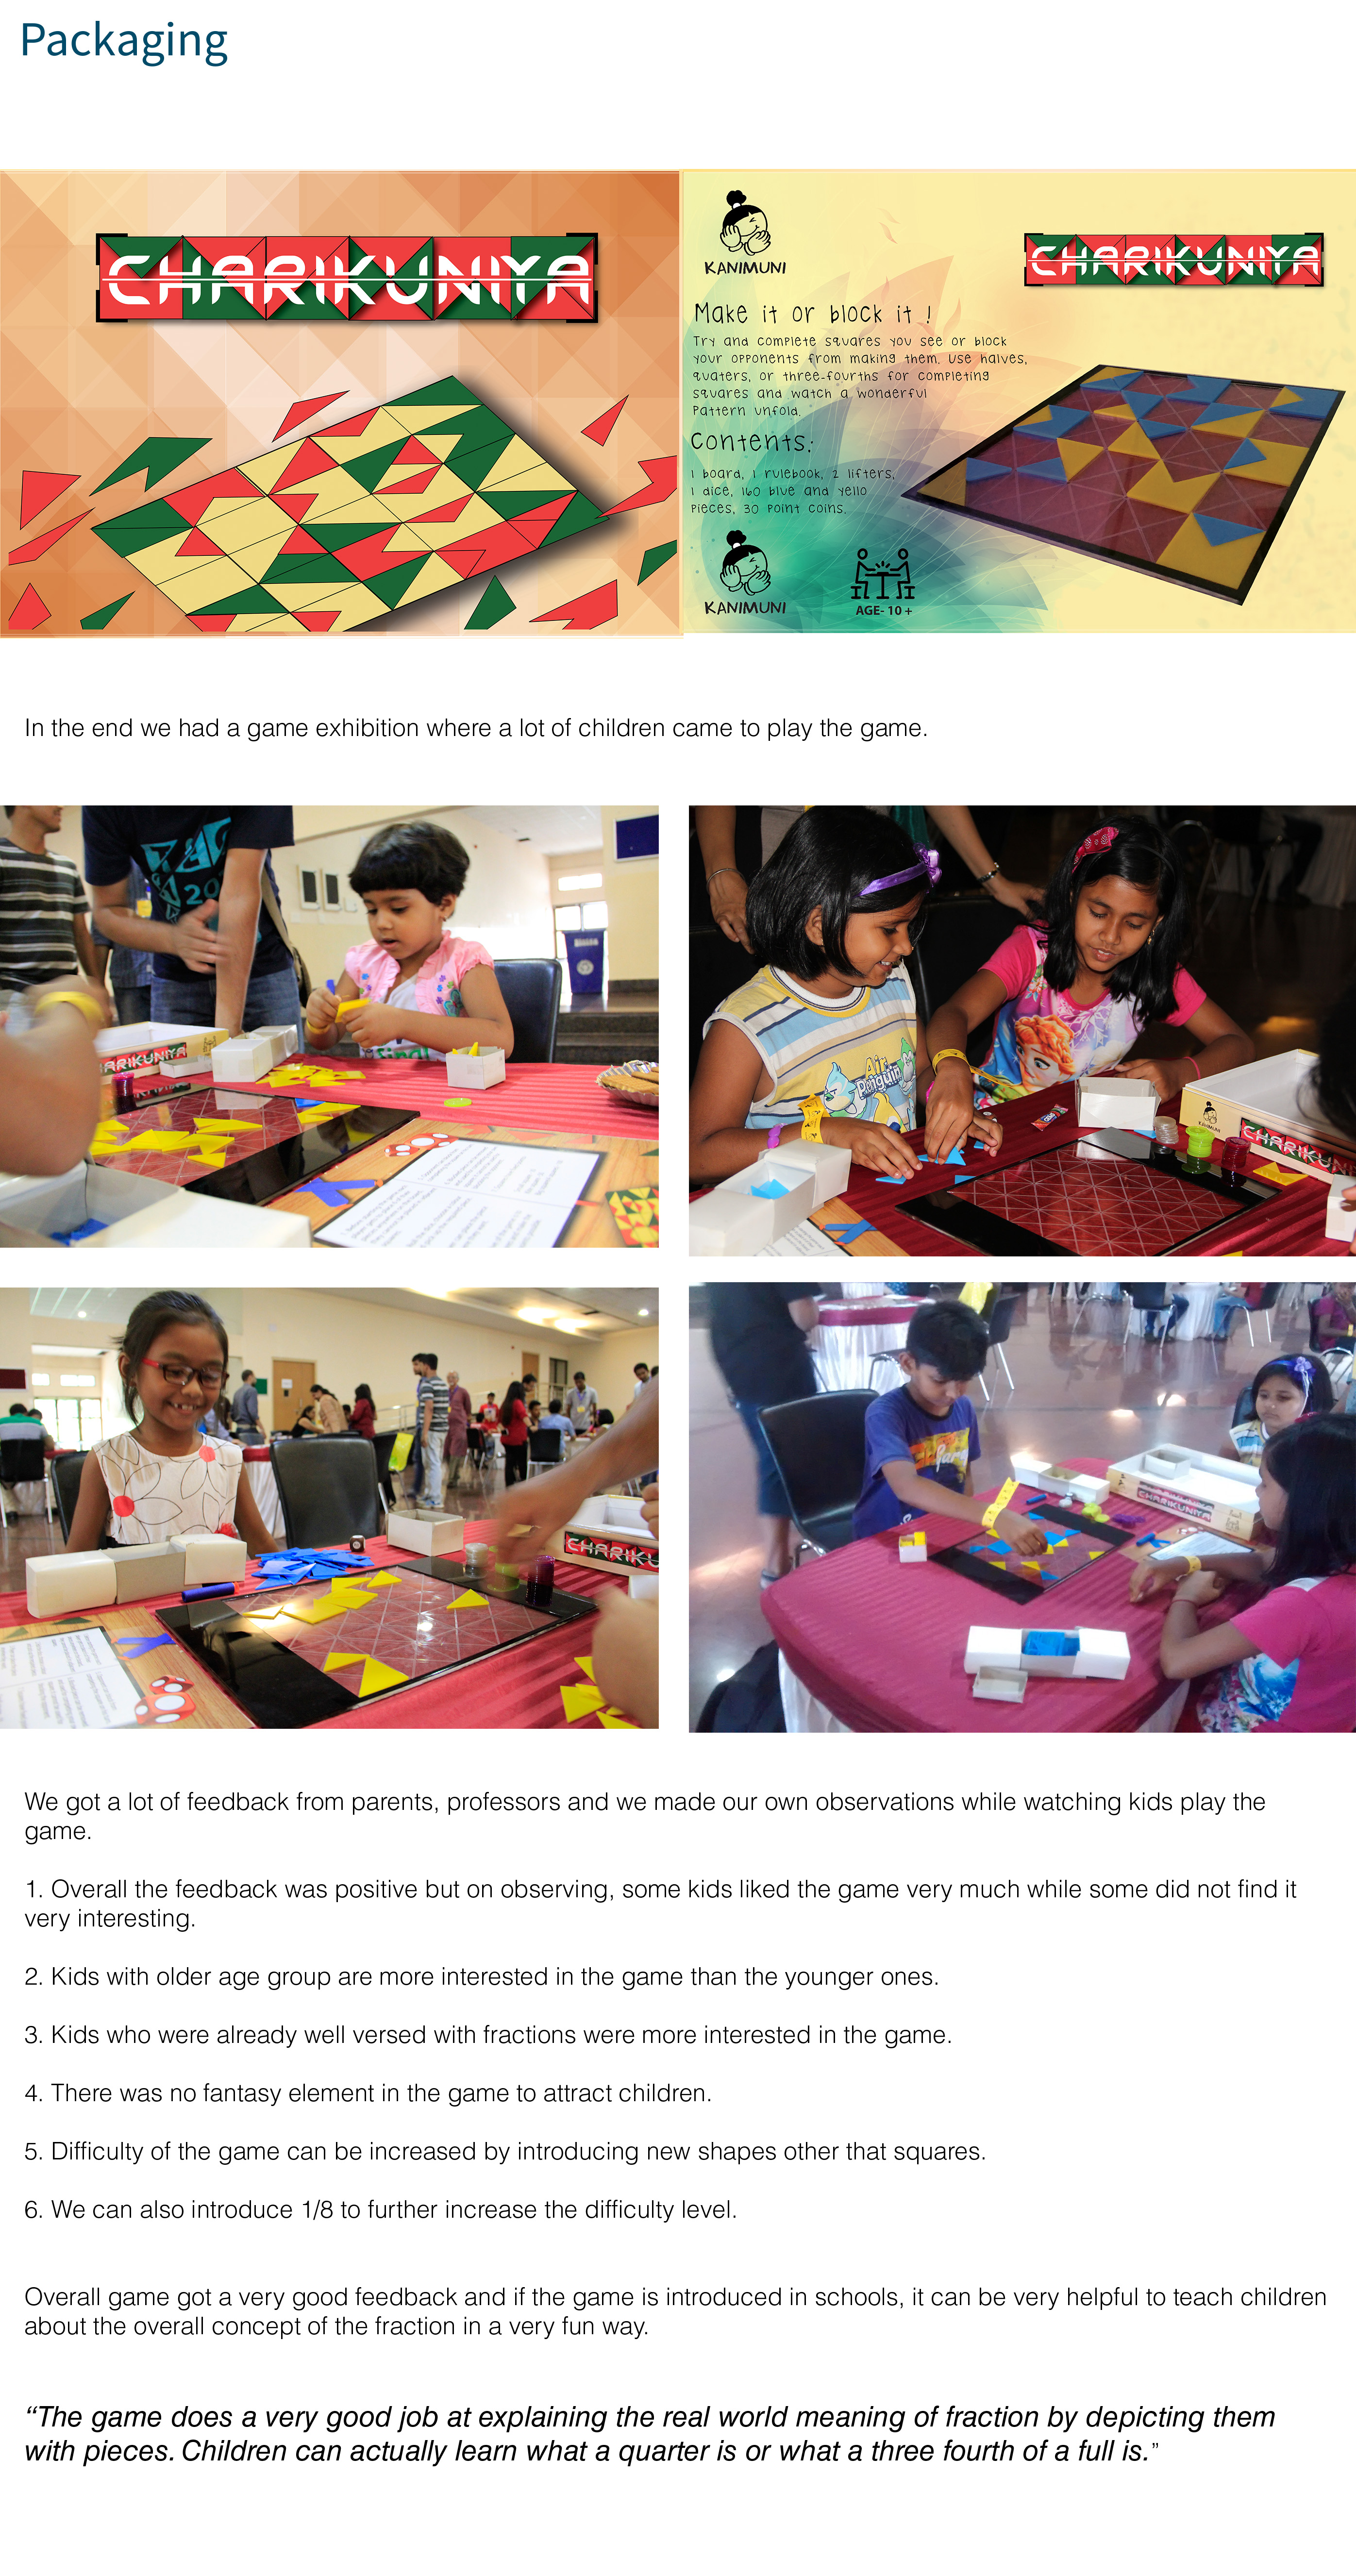 Packaging
CHARIKUNIYA
KANIMUNI
CHARIKUNIYA
Make it or block it !
Try and complete squares you see or block
your opponents from making them. Use halves,
quaters, or three-fourths for completing
squares and watch a wonderful
Pattern unfold.
Contents:
1 board, 1 rulebook, 2 lifters,
1 dice, 160 blue and yello
pieces, 30 point coins.
KANIMUNI
AGE- 10 +
In the end we had a game exhibition where a lot of children came to play the game.
20
HARIKUNIYA
Air
Penguin
KANIMUNI
CHARIKUN
CHARIKU
CHARIKUNIYA
We got a lot of feedback from parents, professors and we made our own observations while watching kids play the
game.
1. Overall the feedback was positive but on observing, some kids liked the game very much while some did not find it
very interesting.
2. Kids with older age group are more interested in the game than the younger ones.
3. Kids who were already well versed with fractions were more interested in the game.
4. There was no fantasy element in the game to attract children.
5. Difficulty of the game can be increased by introducing new shapes other that squares.
6. We can also introduce 1/8 to further increase the difficulty level.
Overall game got a very good feedback and if the game is introduced in schools, it can be very helpful to teach children
about the overall concept of the fraction in a very fun way.
“The game does a very good job at explaining the real world meaning of fraction by depicting them
with pieces. Children can actually learn what a quarter is or what a three fourth of a full is.”